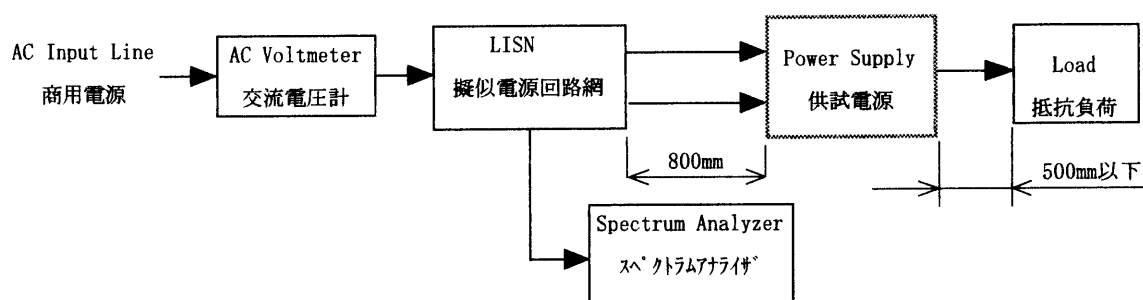 AC Input Line
商用電源
AC Voltmeter
交流電圧計
LISN
擬似電源回路網
Power Supply
供試電源
Load
抵抗負荷
800mm
500mm以下
Spectrum Analyzer
ｽﾍﾟｸﾄﾗﾑｱﾅﾗｲｻﾞ